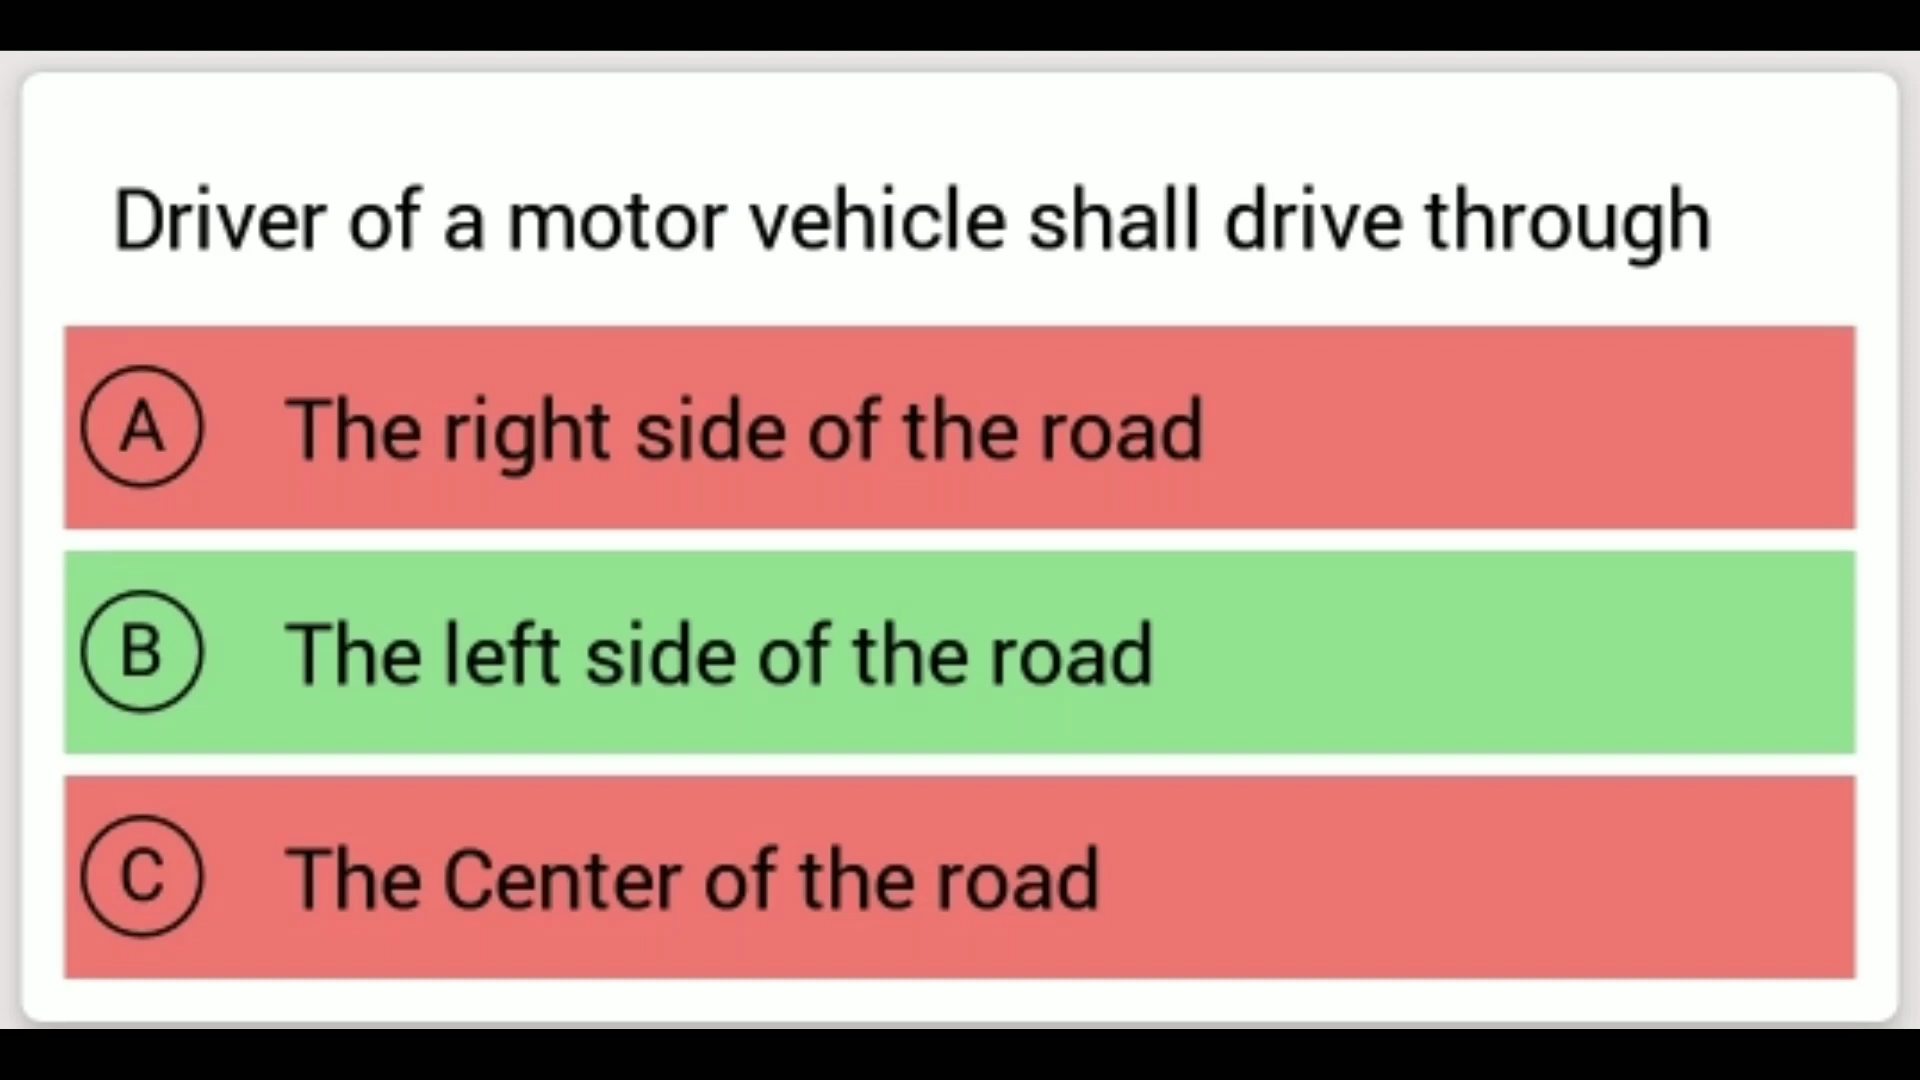 Driver of a motor vehicle shall drive through
A The right side of the road
B The left side of the road
C The Center of the road